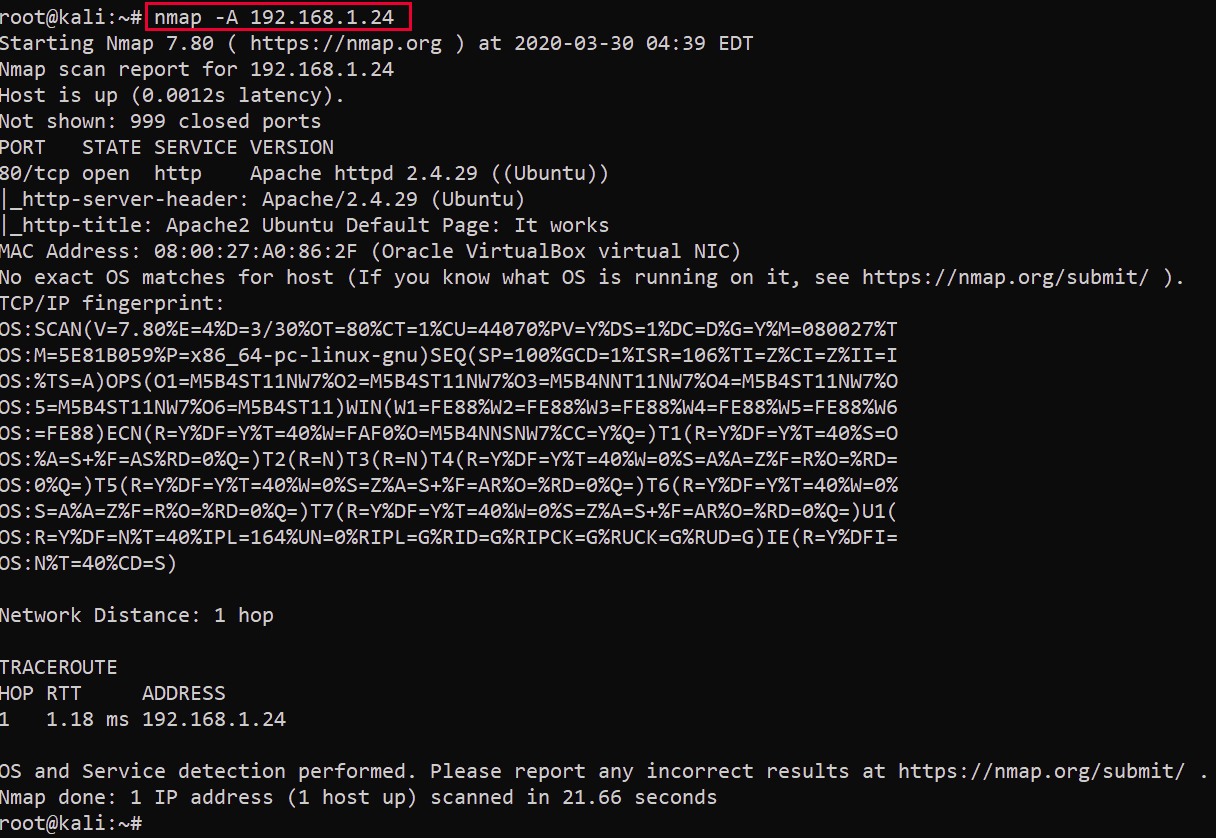 root@kali:~# nmap -A 192.168.1.24
Starting Nmap 7.80 ( https://nmap.org ) at 2020-03-30 04:39 EDT
Nmap scan report for 192.168.1.24
Host is up (0.0012s latency).
Not shown: 999 closed ports
PORT   STATE SERVICE VERSION
80/tcp open  http    Apache httpd 2.4.29 ((Ubuntu))
|_http-server-header: Apache/2.4.29 (Ubuntu)
|_http-title: Apache2 Ubuntu Default Page: It works
MAC Address: 08:00:27:A0:86:2F (Oracle VirtualBox virtual NIC)
No exact OS matches for host (If you know what OS is running on it, see https://nmap.org/submit/ ).
TCP/IP fingerprint:
OS:SCAN(V=7.80%E=4%D=3/30%OT=80%CT=1%CU=44070%PV=Y%DS=1%DC=D%G=Y%M=080027%T
OS:M=5E81B059%P=x86_64-pc-linux-gnu)SEQ(SP=100%GCD=1%ISR=106%TI=Z%CI=Z%II=I
OS:%TS=A)OPS(O1=M5B4ST11NW7%O2=M5B4ST11NW7%O3=M5B4NNT11NW7%O4=M5B4ST11NW7%O
OS:5=M5B4ST11NW7%O6=M5B4ST11)WIN(W1=FE88%W2=FE88%W3=FE88%W4=FE88%W5=FE88%W6
OS:=FE88)ECN(R=Y%DF=Y%T=40%W=FAF0%O=M5B4NNSNW7%CC=Y%Q=)T1(R=Y%DF=Y%T=40%S=O
OS:%A=S+%F=AS%RD=0%Q=)T2(R=N)T3(R=N)T4(R=Y%DF=Y%T=40%W=0%S=A%A=Z%F=R%O=%RD=
OS:0%Q=)T5(R=Y%DF=Y%T=40%W=0%S=Z%A=S+%F=AR%O=%RD=0%Q=)T6(R=Y%DF=Y%T=40%W=0%
OS:S=A%A=Z%F=R%O=%RD=0%Q=)T7(R=Y%DF=Y%T=40%W=0%S=Z%A=S+%F=AR%O=%RD=0%Q=)U1(
OS:R=Y%DF=N%T=40%IPL=164%UN=0%RIPL=G%RID=G%RIPCK=G%RUCK=G%RUD=G)IE(R=Y%DFI=
OS:N%T=40%CD=S)
Network Distance: 1 hop
TRACEROUTE
HOP RTT     ADDRESS
1   1.18 ms 192.168.1.24
OS and Service detection performed. Please report any incorrect results at https://nmap.org/submit/ .
Nmap done: 1 IP address (1 host up) scanned in 21.66 seconds
root@kali:~#